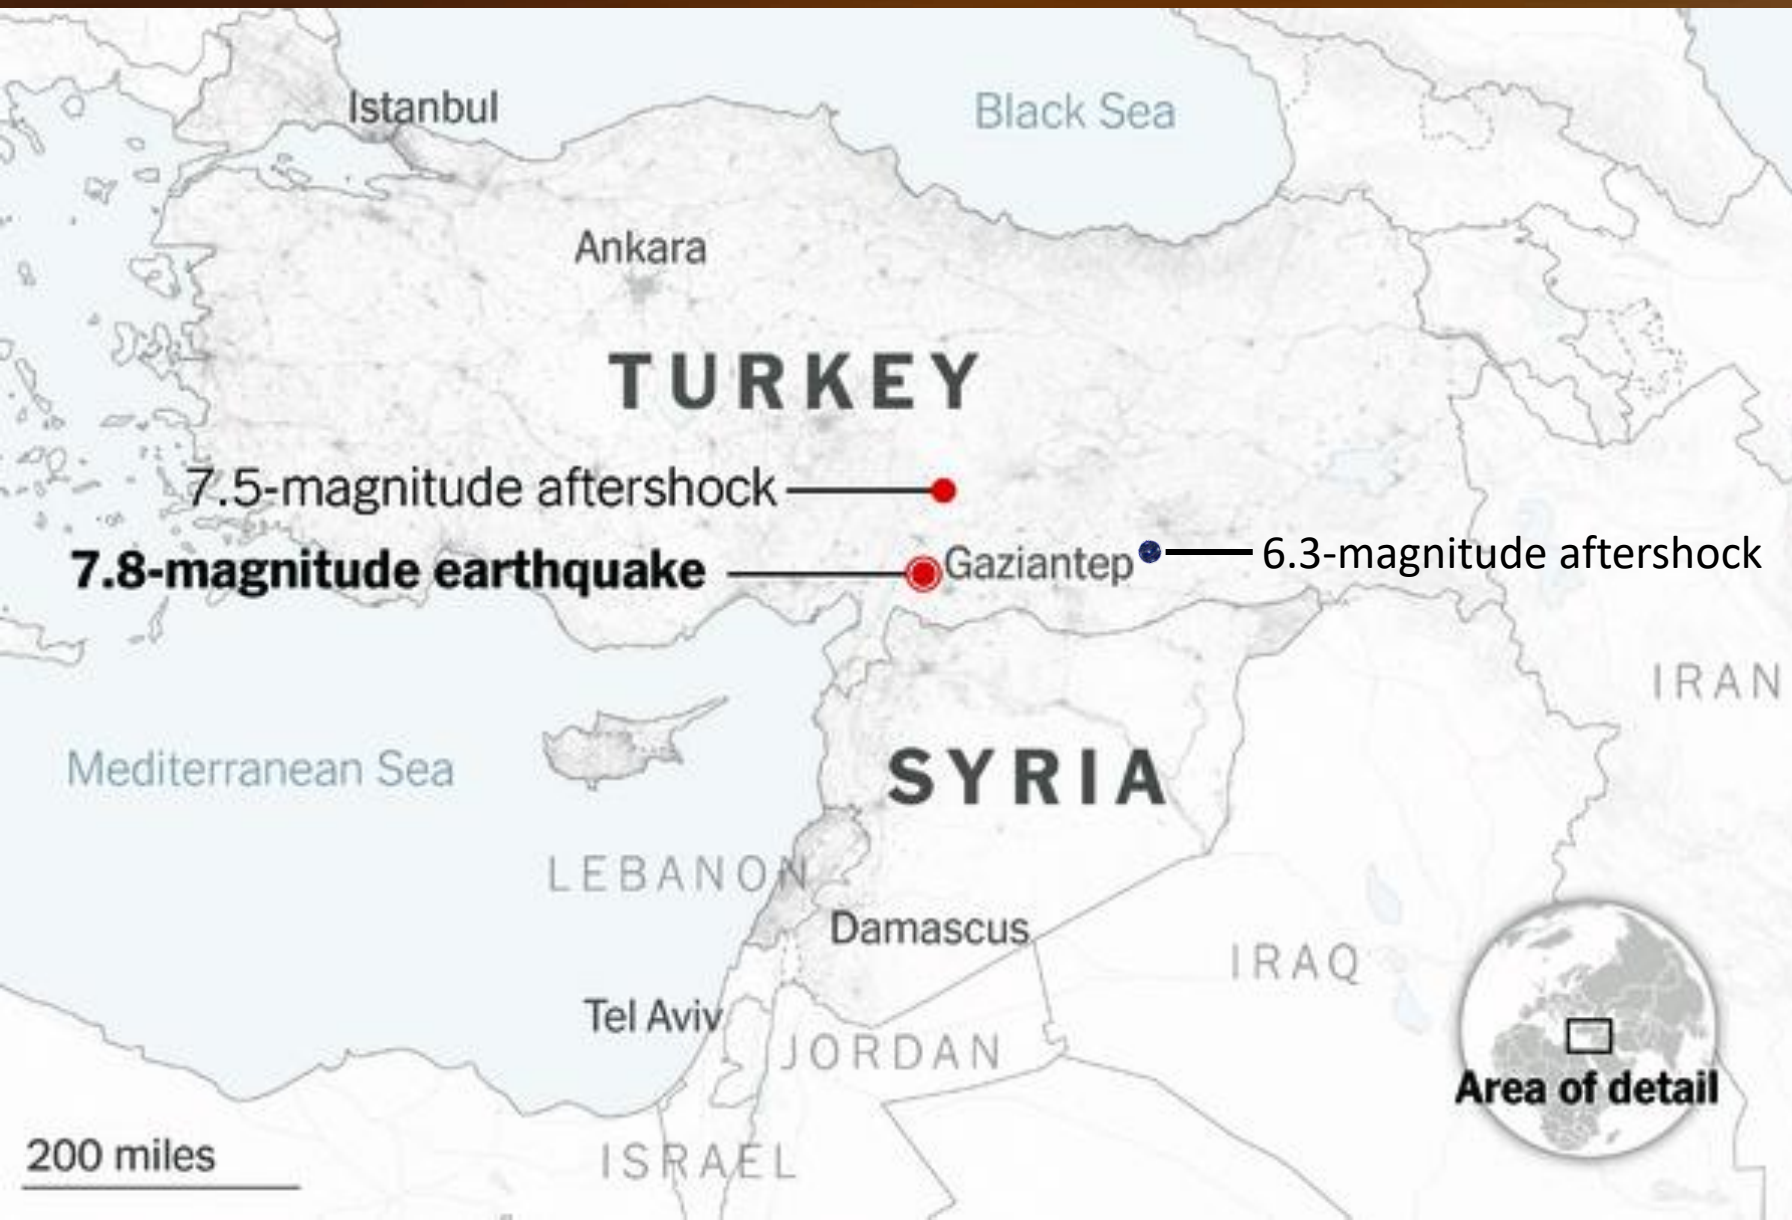 Istanbul
Black Sea
Ankara
TURKEY
7.5-magnitude aftershock
7.8-magnitude earthquake
Gaziantep
6.3-magnitude aftershock
IRAN
Mediterranean Sea
SYRIA
LEBANON
Damascus
IRAQ
Tel Aviv
JORDAN
Area of detail
200 miles
ISRAEL